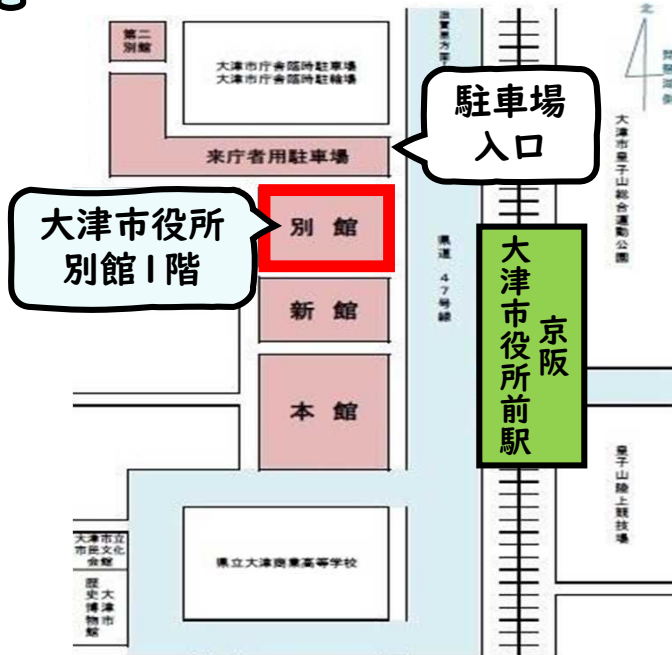 第二
別館
大津市庁舎臨時駐車場
大津市庁舎臨時駐輪場
北
駐車場
入口
来庁者用駐車場
大津市皇子山総合運動公園
大津市役所
別館1階
別館
県道47号線
新館
京阪
大津市役所前駅
本館
皇子山陸上競技場
県立大津商業高等学校
大津市立
市民文化
会館
大津市
歴史博物館